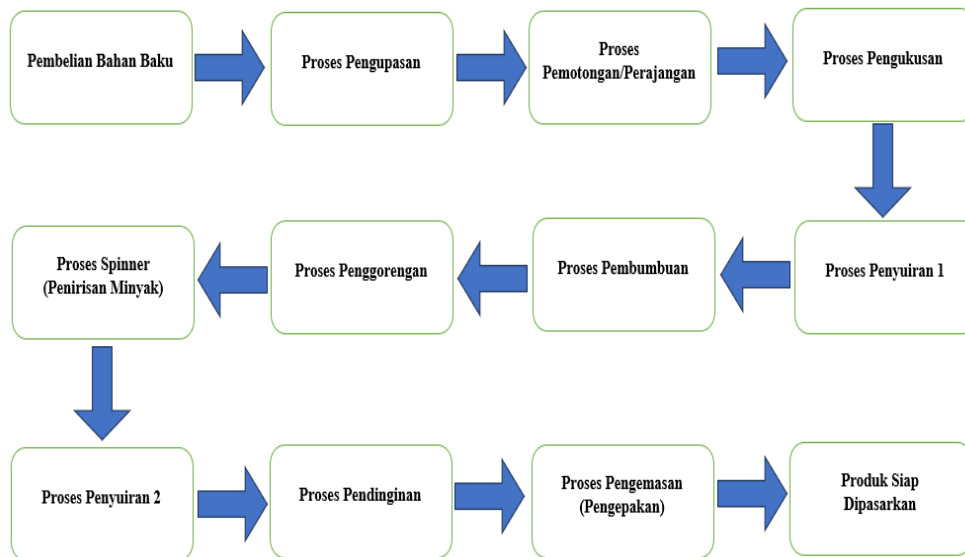 Pembelian Bahan Baku
Proses Pengupasan
Proses
Pemotongan/Perajangan
Proses Pengukusan
Proses Penyuiran 1
Proses Pembumbuan
Proses Penggorengan
Proses Spinner
(Penirisan Minyak)
Proses Penyuiran 2
Proses Pendinginan
Proses Pengemasan
(Pengepakan)
Produk Siap
Dipasarkan